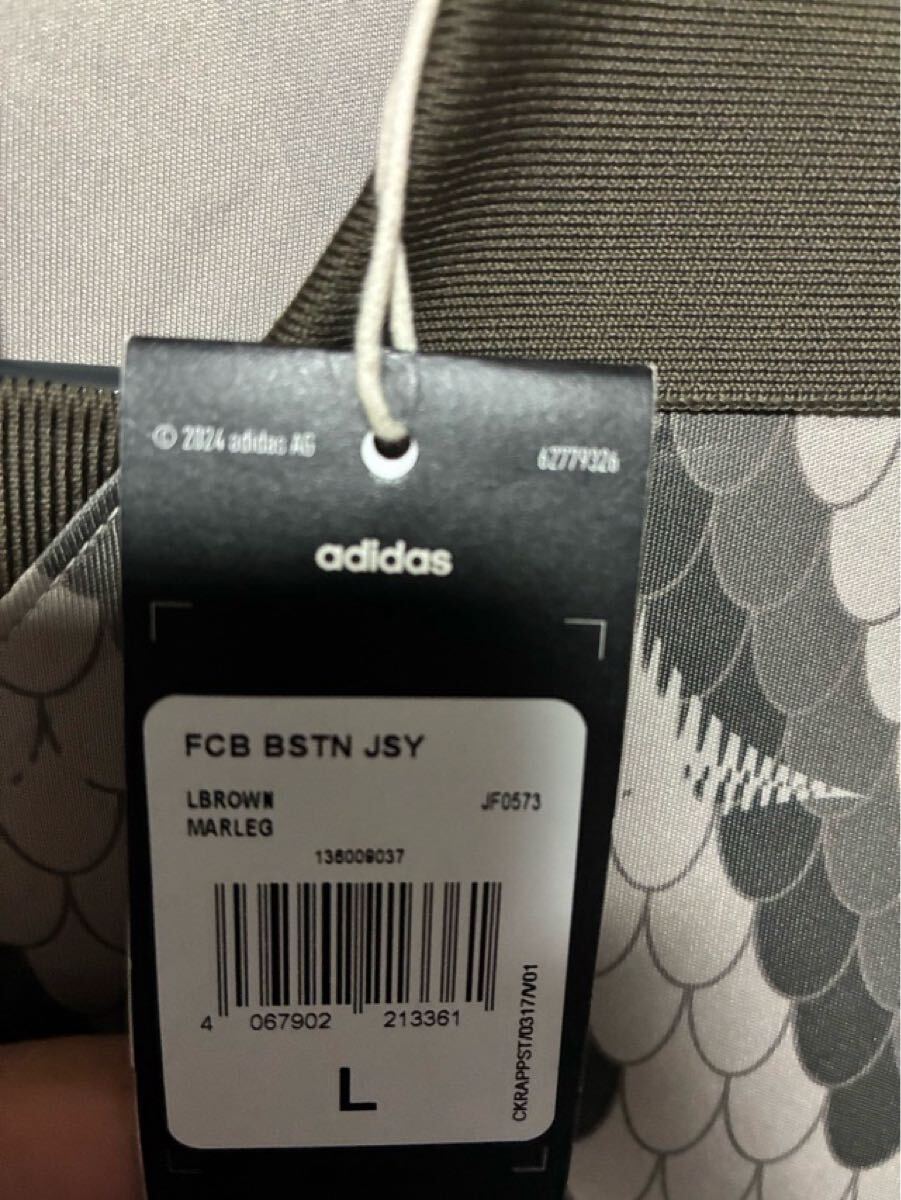 © 2024 adidas AG
62779326
adidas
FCB BSTN JSY
LBROWN JF0573
MARLEG
136009037
4 067902 213361
L
CKRAPPST/0317/V01